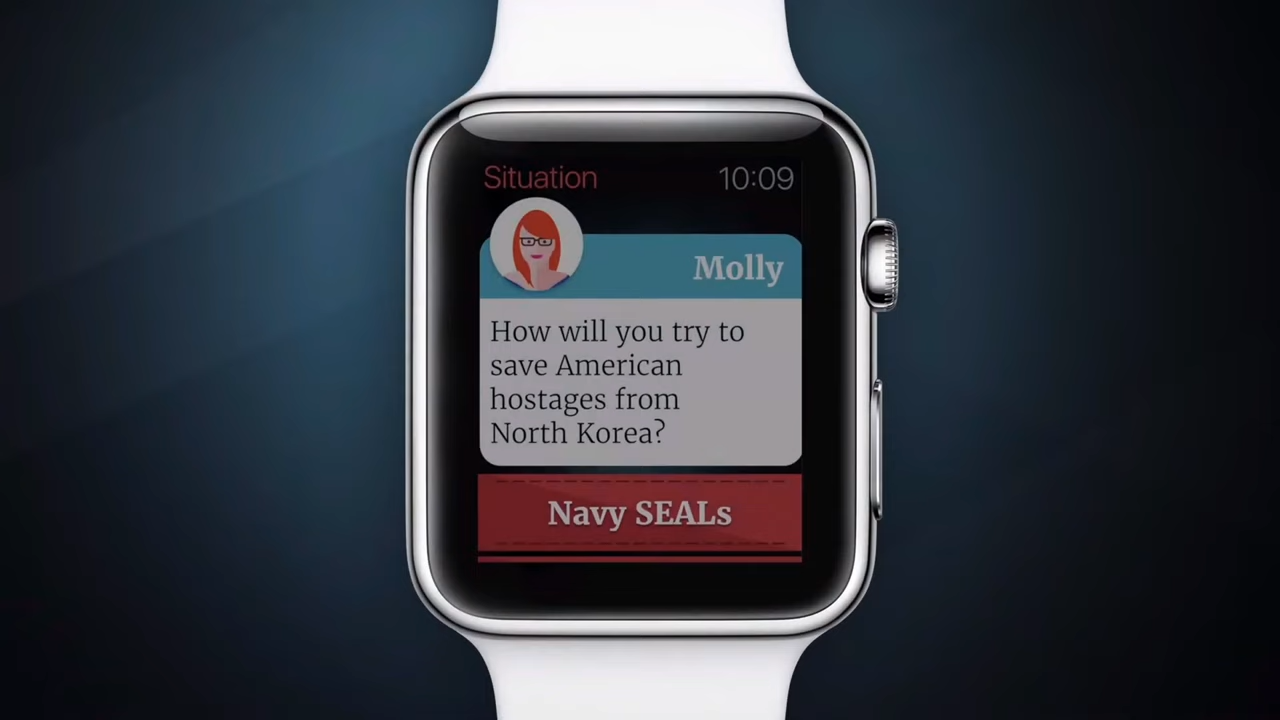 Situation
10:09
Molly
How will you try to
save American
hostages from
North Korea?
Navy SEALs